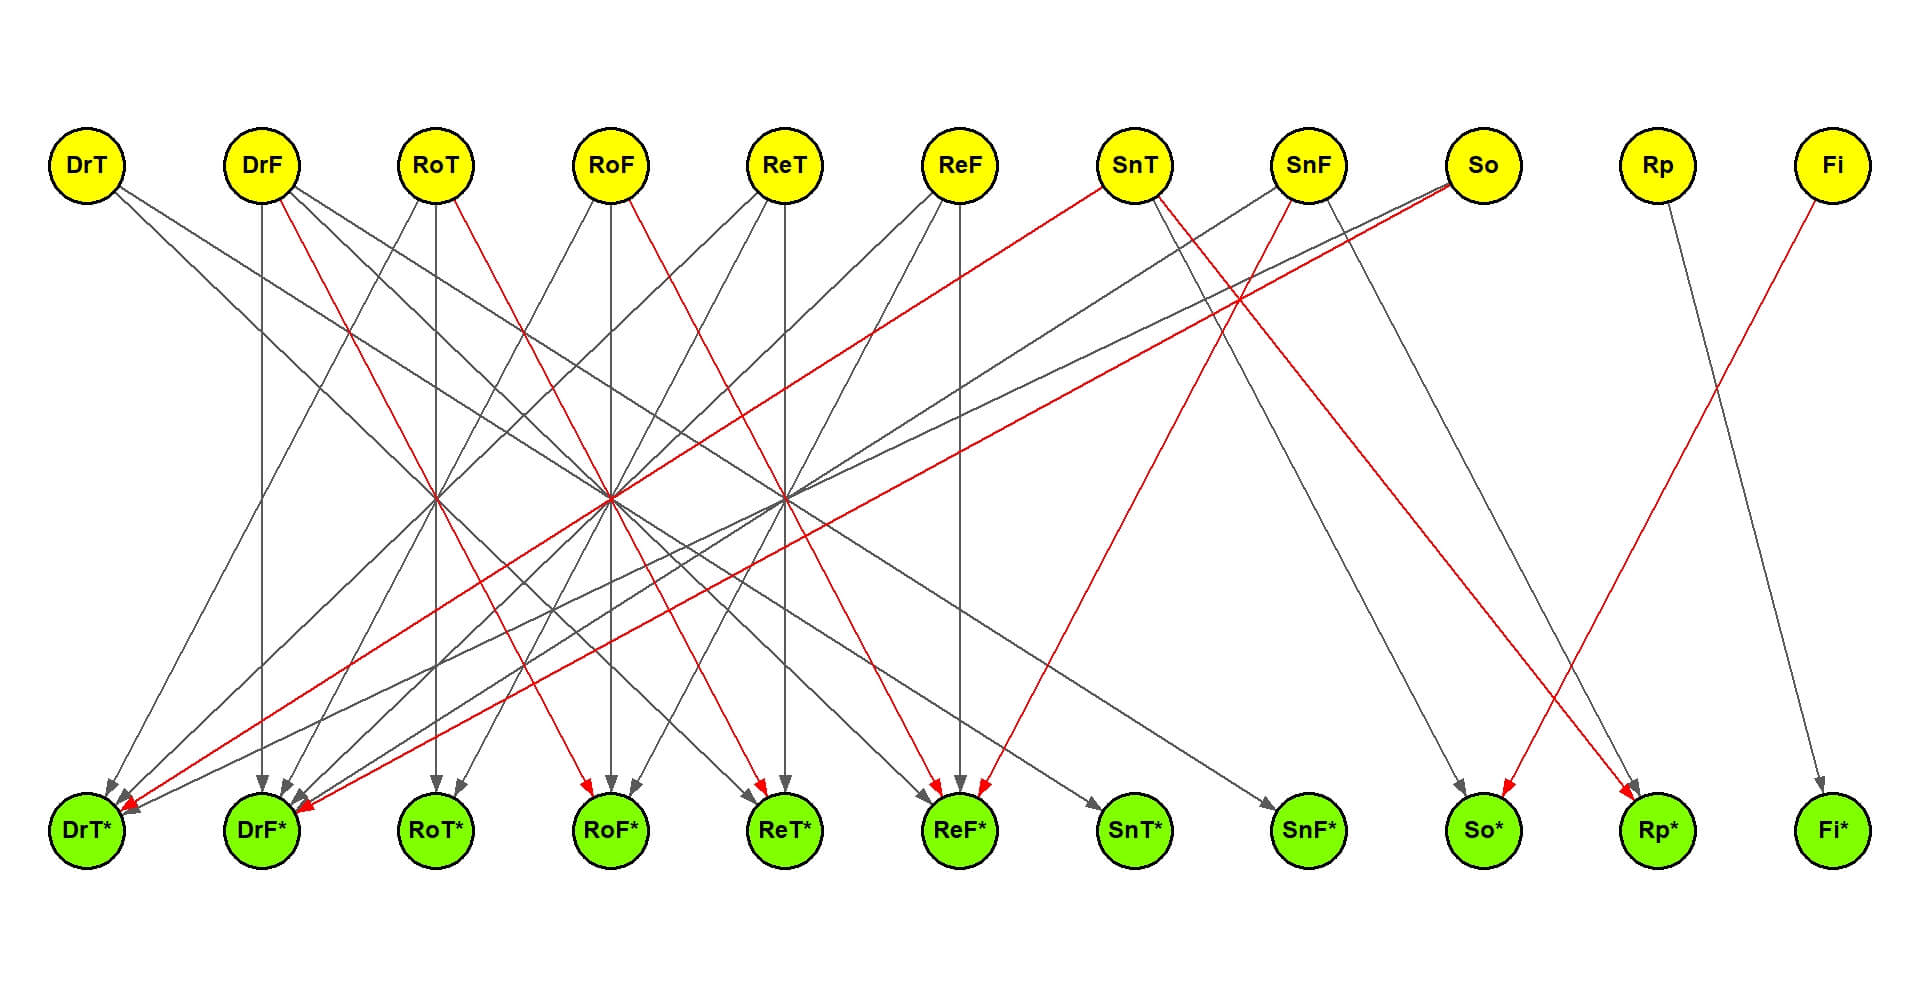 DrT DrF RoT RoF ReT ReF SnT SnF So Rp Fi
DrT* DrF* RoT* RoF* ReT* ReF* SnT* SnF* So* Rp* Fi*